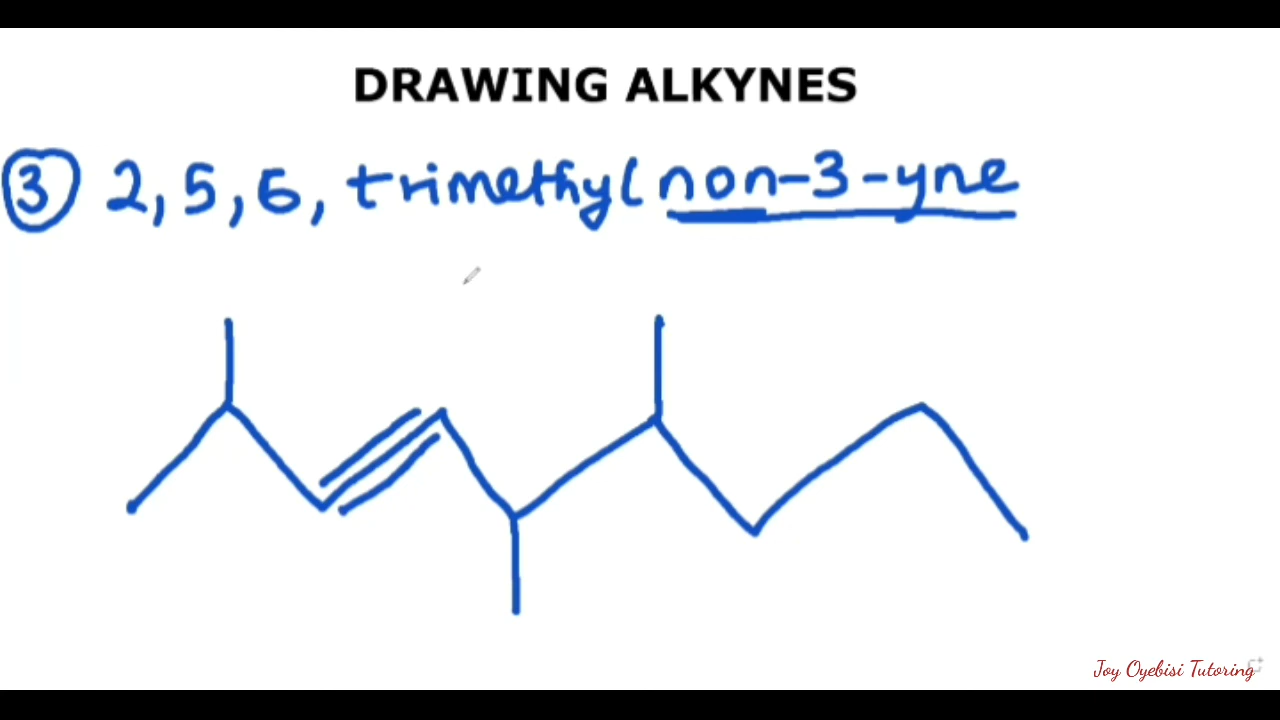 DRAWING ALKYNES
3 2, 5, 6, trimethyl non-3-yne
Joy Oyebisi Tutoring